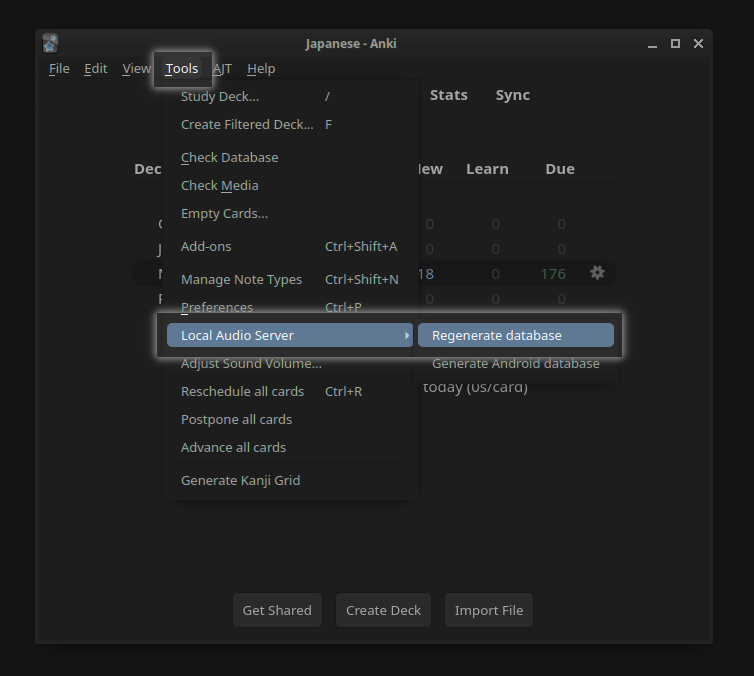 Japanese - Anki
File Edit View Tools AJT Help
Study Deck... /
Stats Sync
Create Filtered Deck... F
Check Database
Dec Learn Due
Check Media
Empty Cards...
0 0 0
Add-ons Ctrl+Shift+A
0 0 0
Manage Note Types Ctrl+Shift+N
18 0 176
Preferences Ctrl+P
0 0 0
Local Audio Server Regenerate database
Adjust Sound Volume... Generate Android database
Reschedule all cards Ctrl+R
today (0s/card)
Postpone all cards
Advance all cards
Generate Kanji Grid
Get Shared Create Deck Import File